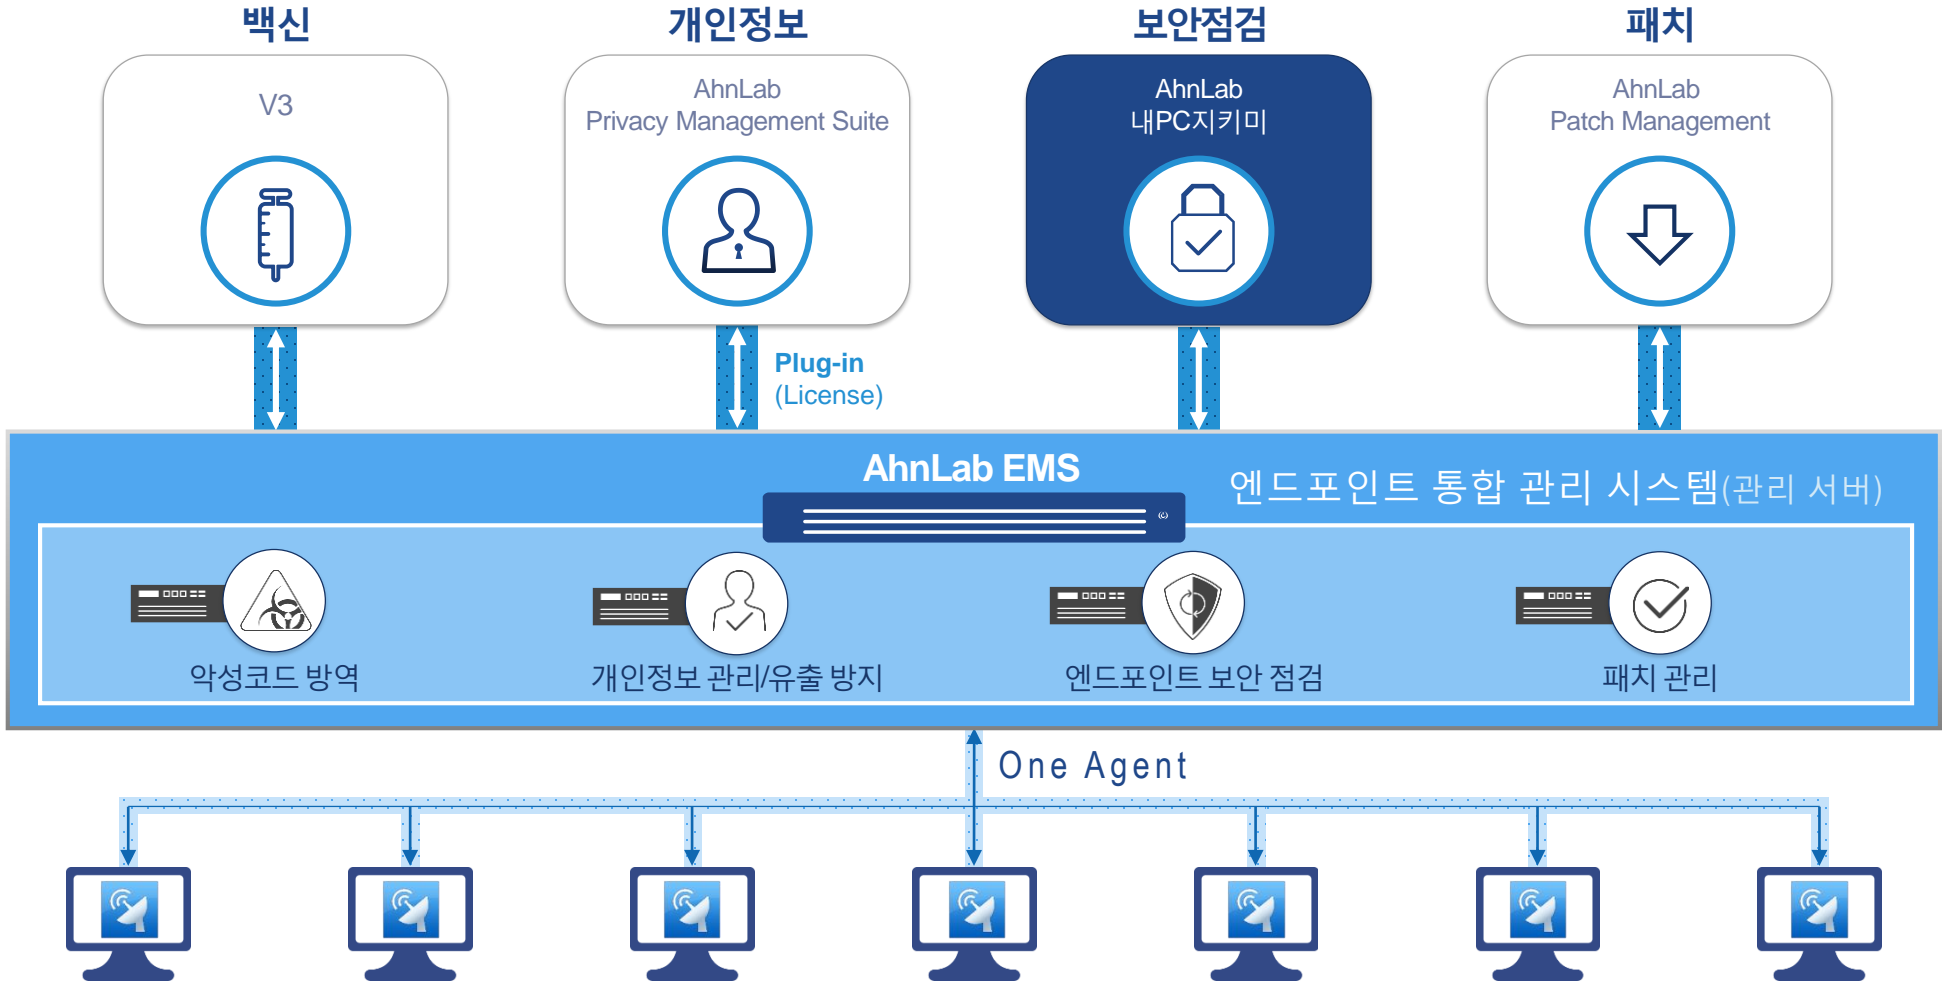 백신
개인정보
보안점검
패치
V3
AhnLab
Privacy Management Suite
AhnLab
내PC지키미
AhnLab
Patch Management
Plug-in
(License)
AhnLab EMS
엔드포인트 통합 관리 시스템(관리 서버)
악성코드 방역
개인정보 관리/유출 방지
엔드포인트 보안 점검
패치 관리
One Agent